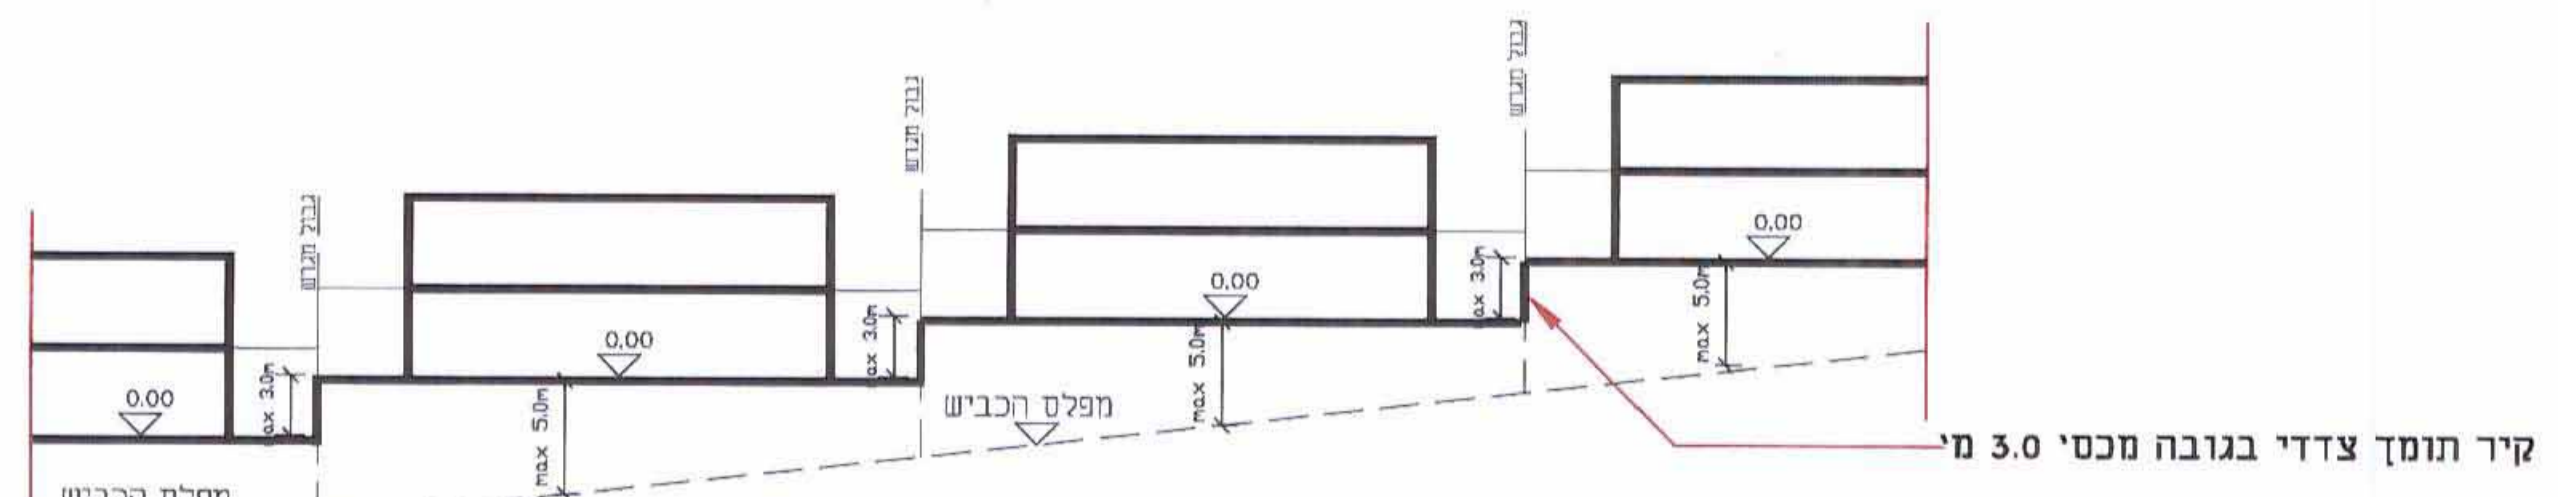 גבול מגרש
גבול מגרש
גבול מגרש
0.00
max 3.0m
0.00
max 5.0m
max 3.0m
0.00
max 5.0m
max 3.0m
0.00
max 5.0m
מפלס הכביש
מפלס הכביש
קיר תומך צדדי בגובה מכסי 3.0 מי